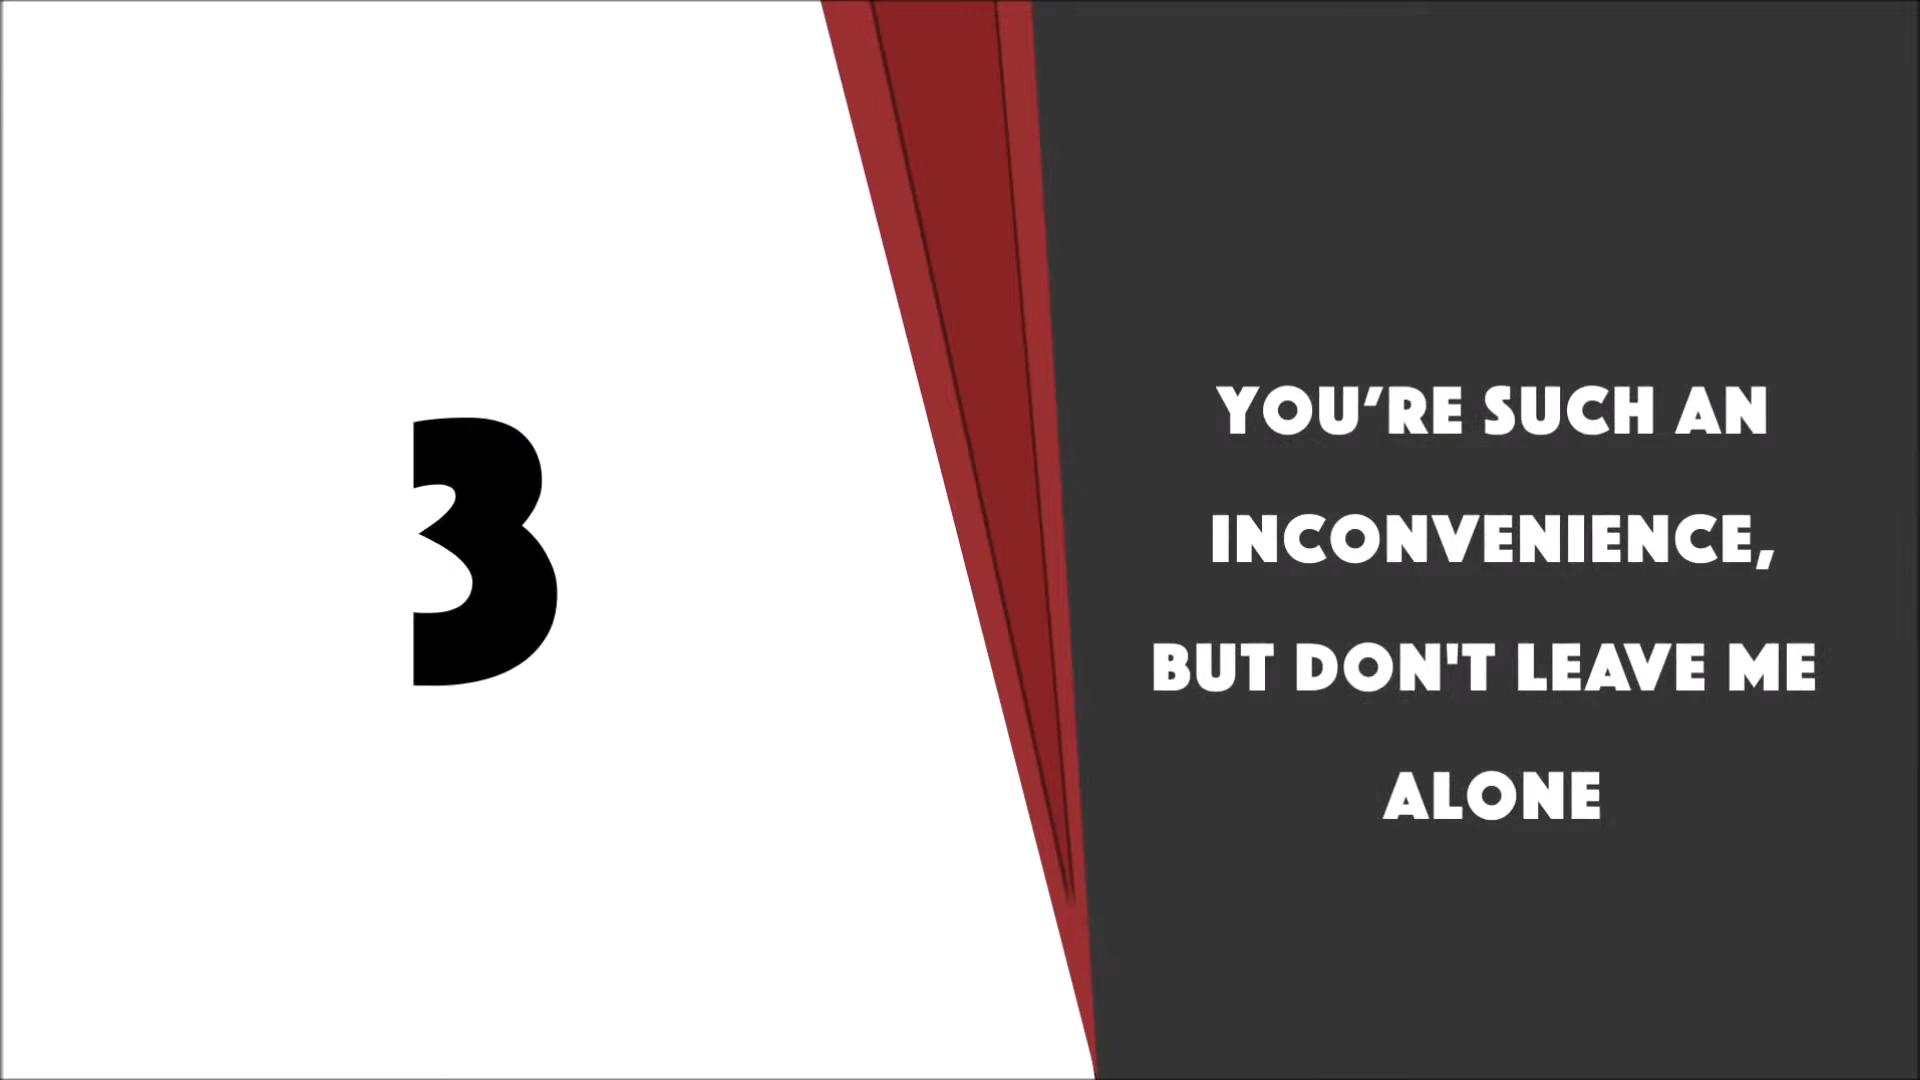 3
YOU’RE SUCH AN
INCONVENIENCE,
BUT DON'T LEAVE ME
ALONE